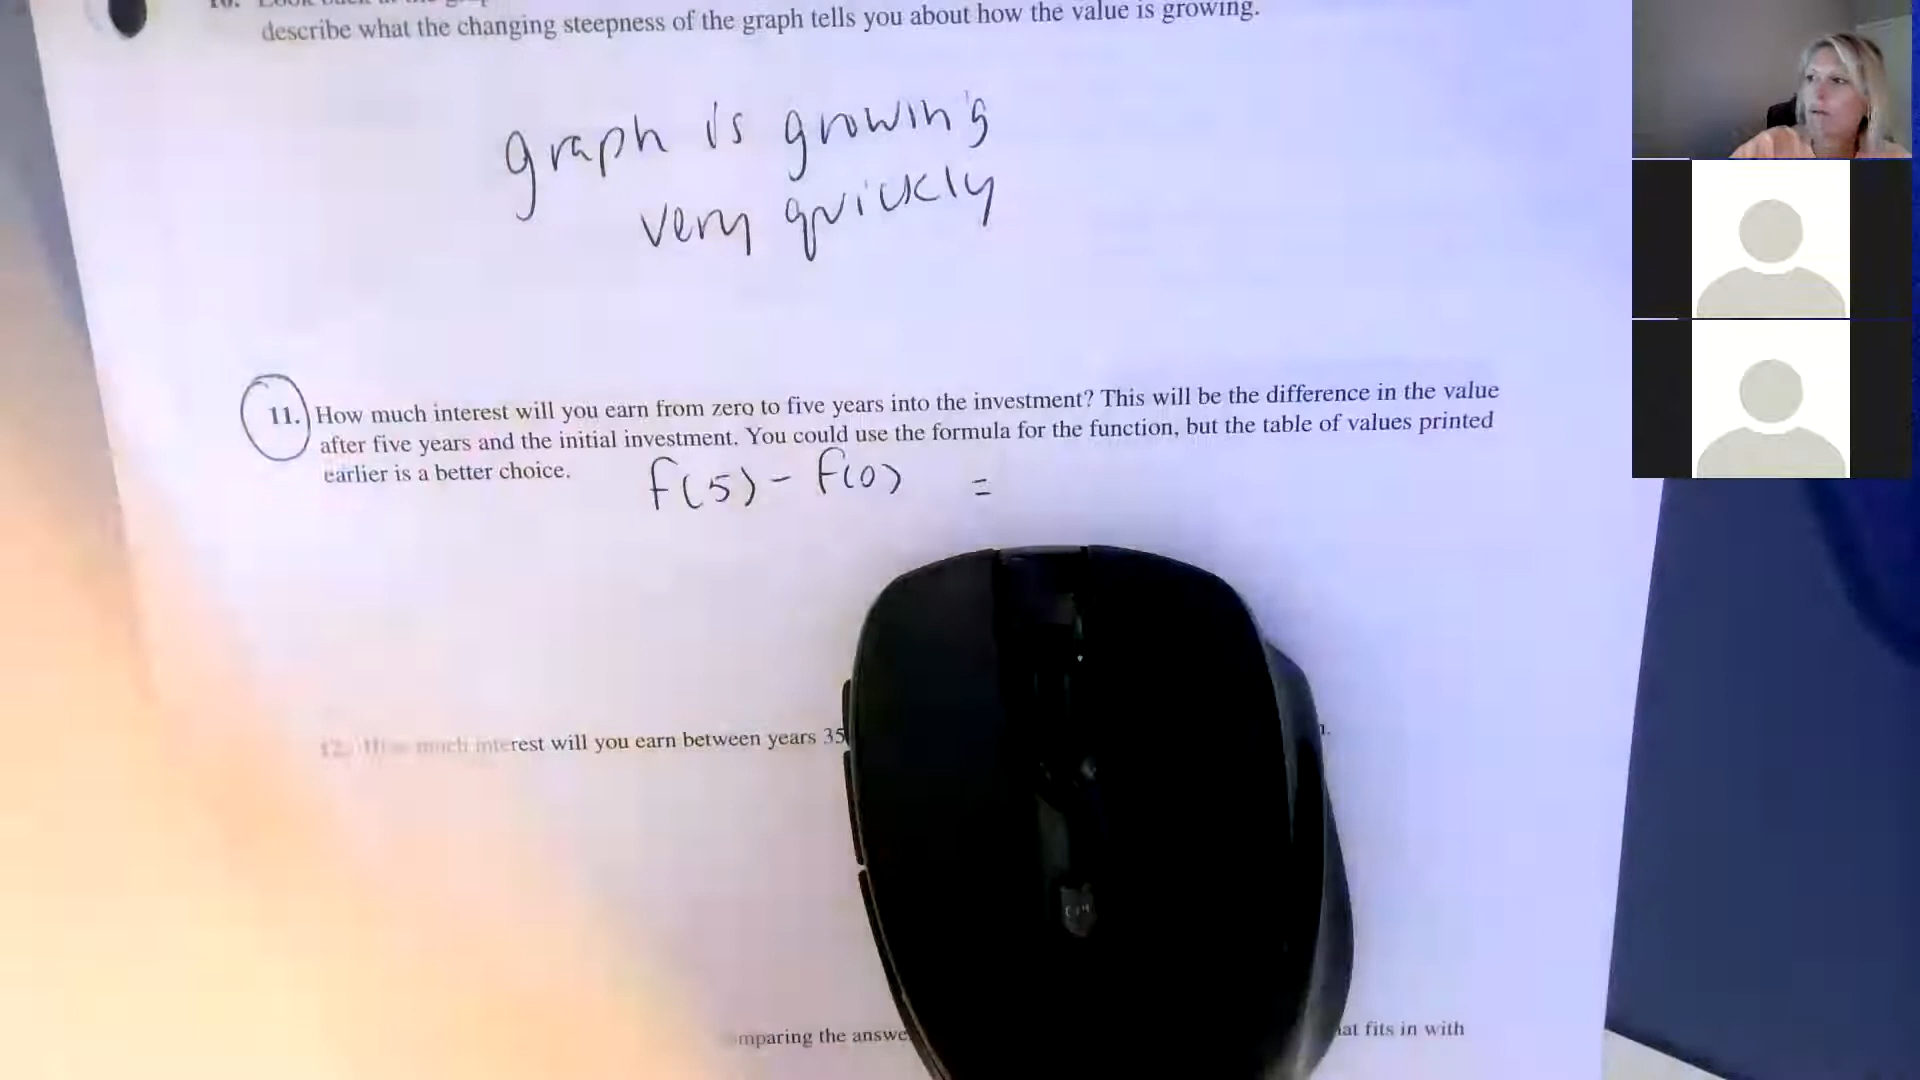 describe what the changing steepness of the graph tells you about how the value is growing.
graph is growing
very quickly
11. How much interest will you earn from zero to five years into the investment? This will be the difference in the value
after five years and the initial investment. You could use the formula for the function, but the table of values printed
earlier is a better choice.
f(5) - f(0) =
12. How much interest will you earn between years 35
mparing the answe
at fits in with